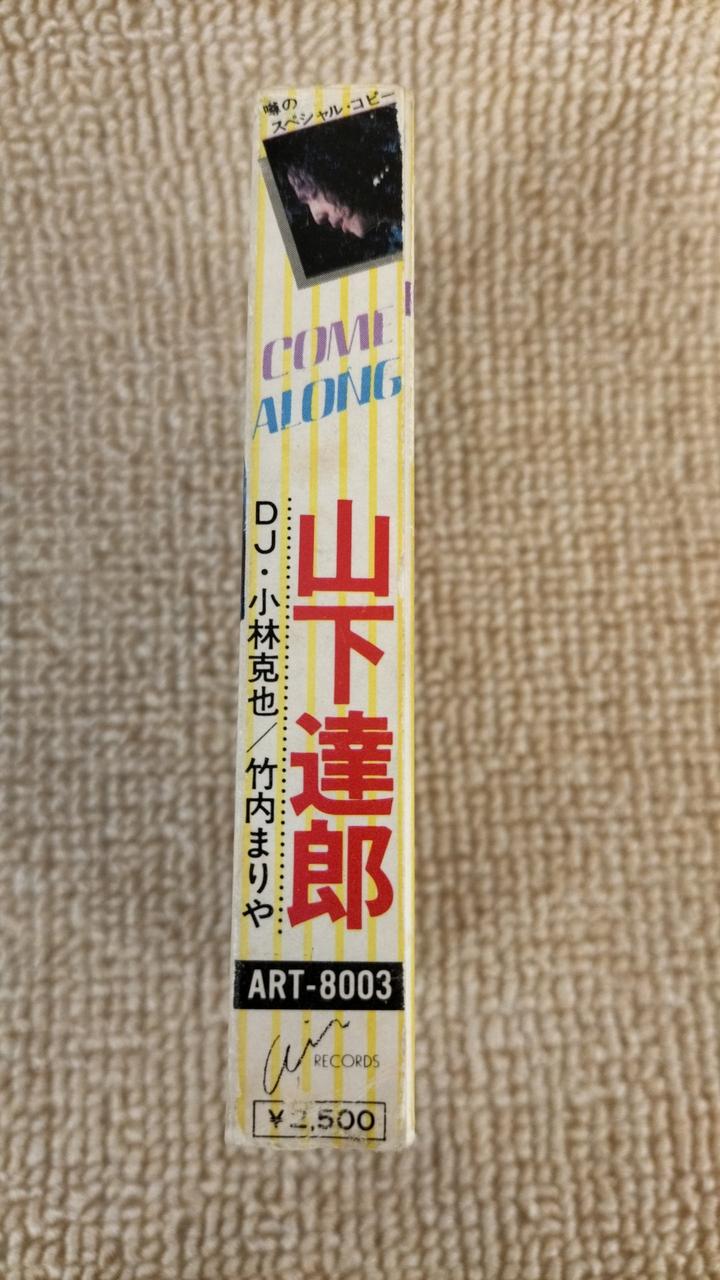 噂の
スペシャル・コピー
COME
ALONG
山下達郎
DJ・小林克也／竹内まりや
ART-8003
air RECORDS
¥2,500